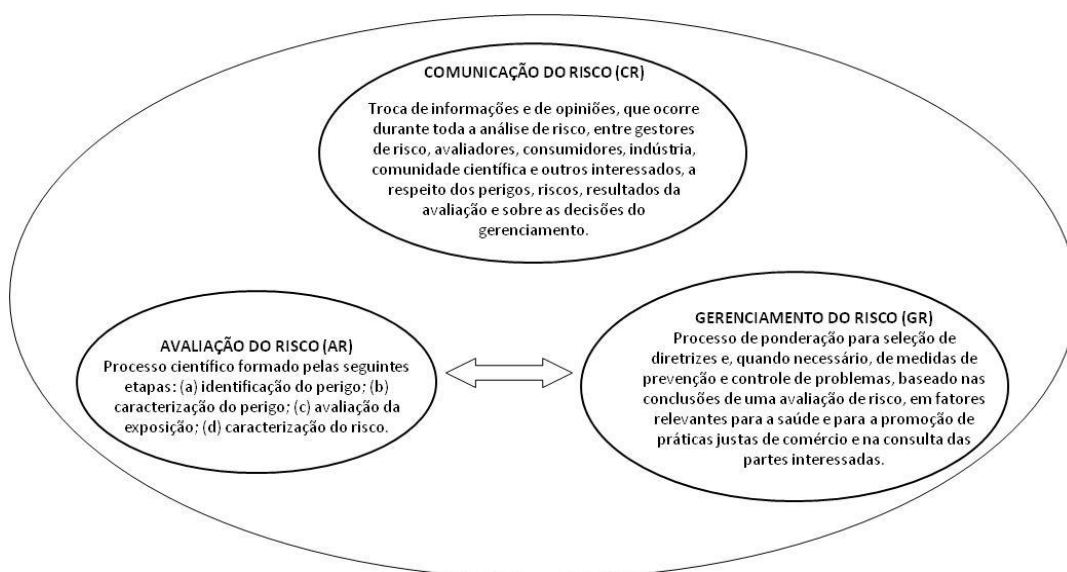 COMUNICAÇÃO DO RISCO (CR)
Troca de informações e de opiniões, que ocorre
durante toda a análise de risco, entre gestores
de risco, avaliadores, consumidores, indústria,
comunidade científica e outros interessados, a
respeito dos perigos, riscos, resultados da
avaliação e sobre as decisões do
gerenciamento.
AVALIAÇÃO DO RISCO (AR)
Processo científico formado pelas seguintes
etapas: (a) identificação do perigo; (b)
caracterização do perigo; (c) avaliação da
exposição; (d) caracterização do risco.
GERENCIAMENTO DO RISCO (GR)
Processo de ponderação para seleção de
diretrizes e, quando necessário, de medidas de
prevenção e controle de problemas, baseado nas
conclusões de uma avaliação de risco, em fatores
relevantes para a saúde e para a promoção de
práticas justas de comércio e na consulta das
partes interessadas.